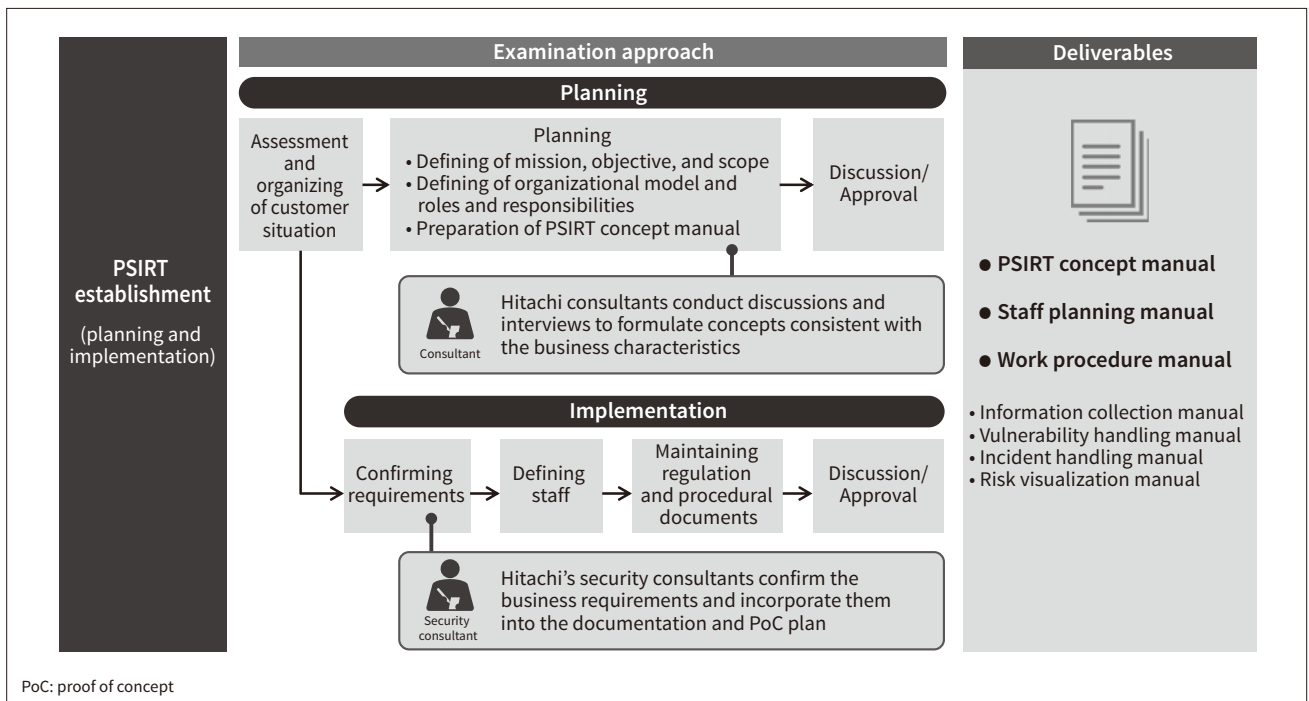 PSIRT
establishment
(planning and
implementation)
Examination approach
Planning
Assessment
and
organizing
of customer
situation
Planning
• Defining of mission, objective, and scope
• Defining of organizational model and
roles and responsibilities
• Preparation of PSIRT concept manual
Discussion/
Approval
Consultant
Hitachi consultants conduct discussions and
interviews to formulate concepts consistent with
the business characteristics
Implementation
Confirming
requirements
Defining
staff
Maintaining
regulation
and procedural
documents
Discussion/
Approval
Security
consultant
Hitachi’s security consultants confirm the
business requirements and incorporate them
into the documentation and PoC plan
Deliverables
● PSIRT concept manual
● Staff planning manual
● Work procedure manual
• Information collection manual
• Vulnerability handling manual
• Incident handling manual
• Risk visualization manual
PoC: proof of concept